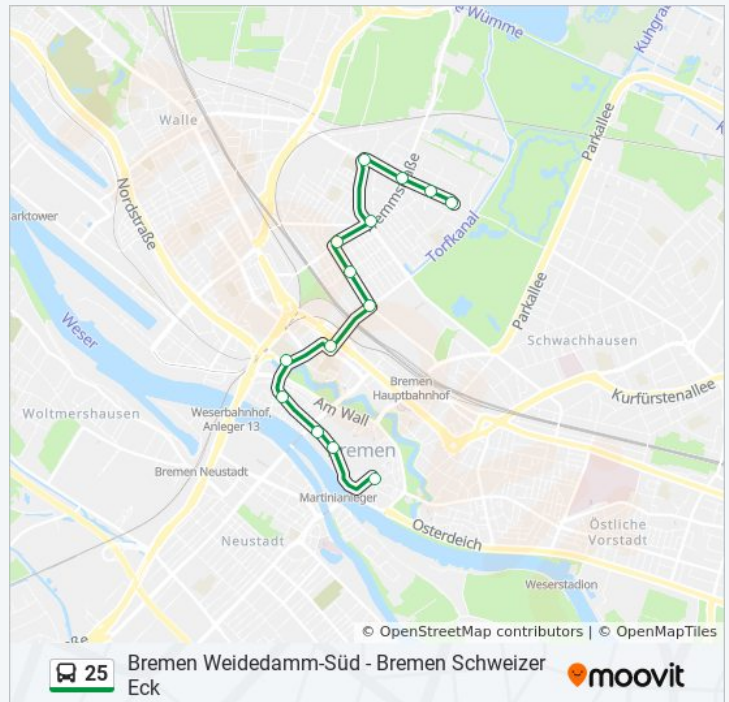 Wümme
Kuhgra
Walle
Parkallee
Nordstraße
emmstraße
arktower
Torfkanal
Parkallee
Weser
Schwachhausen
Bremen
Hauptbahnhof
Kurfürstenallee
Woltmershausen
Weserbahnhof,
Anleger 13
Am Wall
remen
Bremen Neustadt
Martinianleger
Osterdeich
Östliche
Vorstadt
Neustadt
Weserstadion
© OpenStreetMap contributors | © OpenMapTiles
25
Bremen Weidedamm-Süd - Bremen Schweizer
Eck
moovit